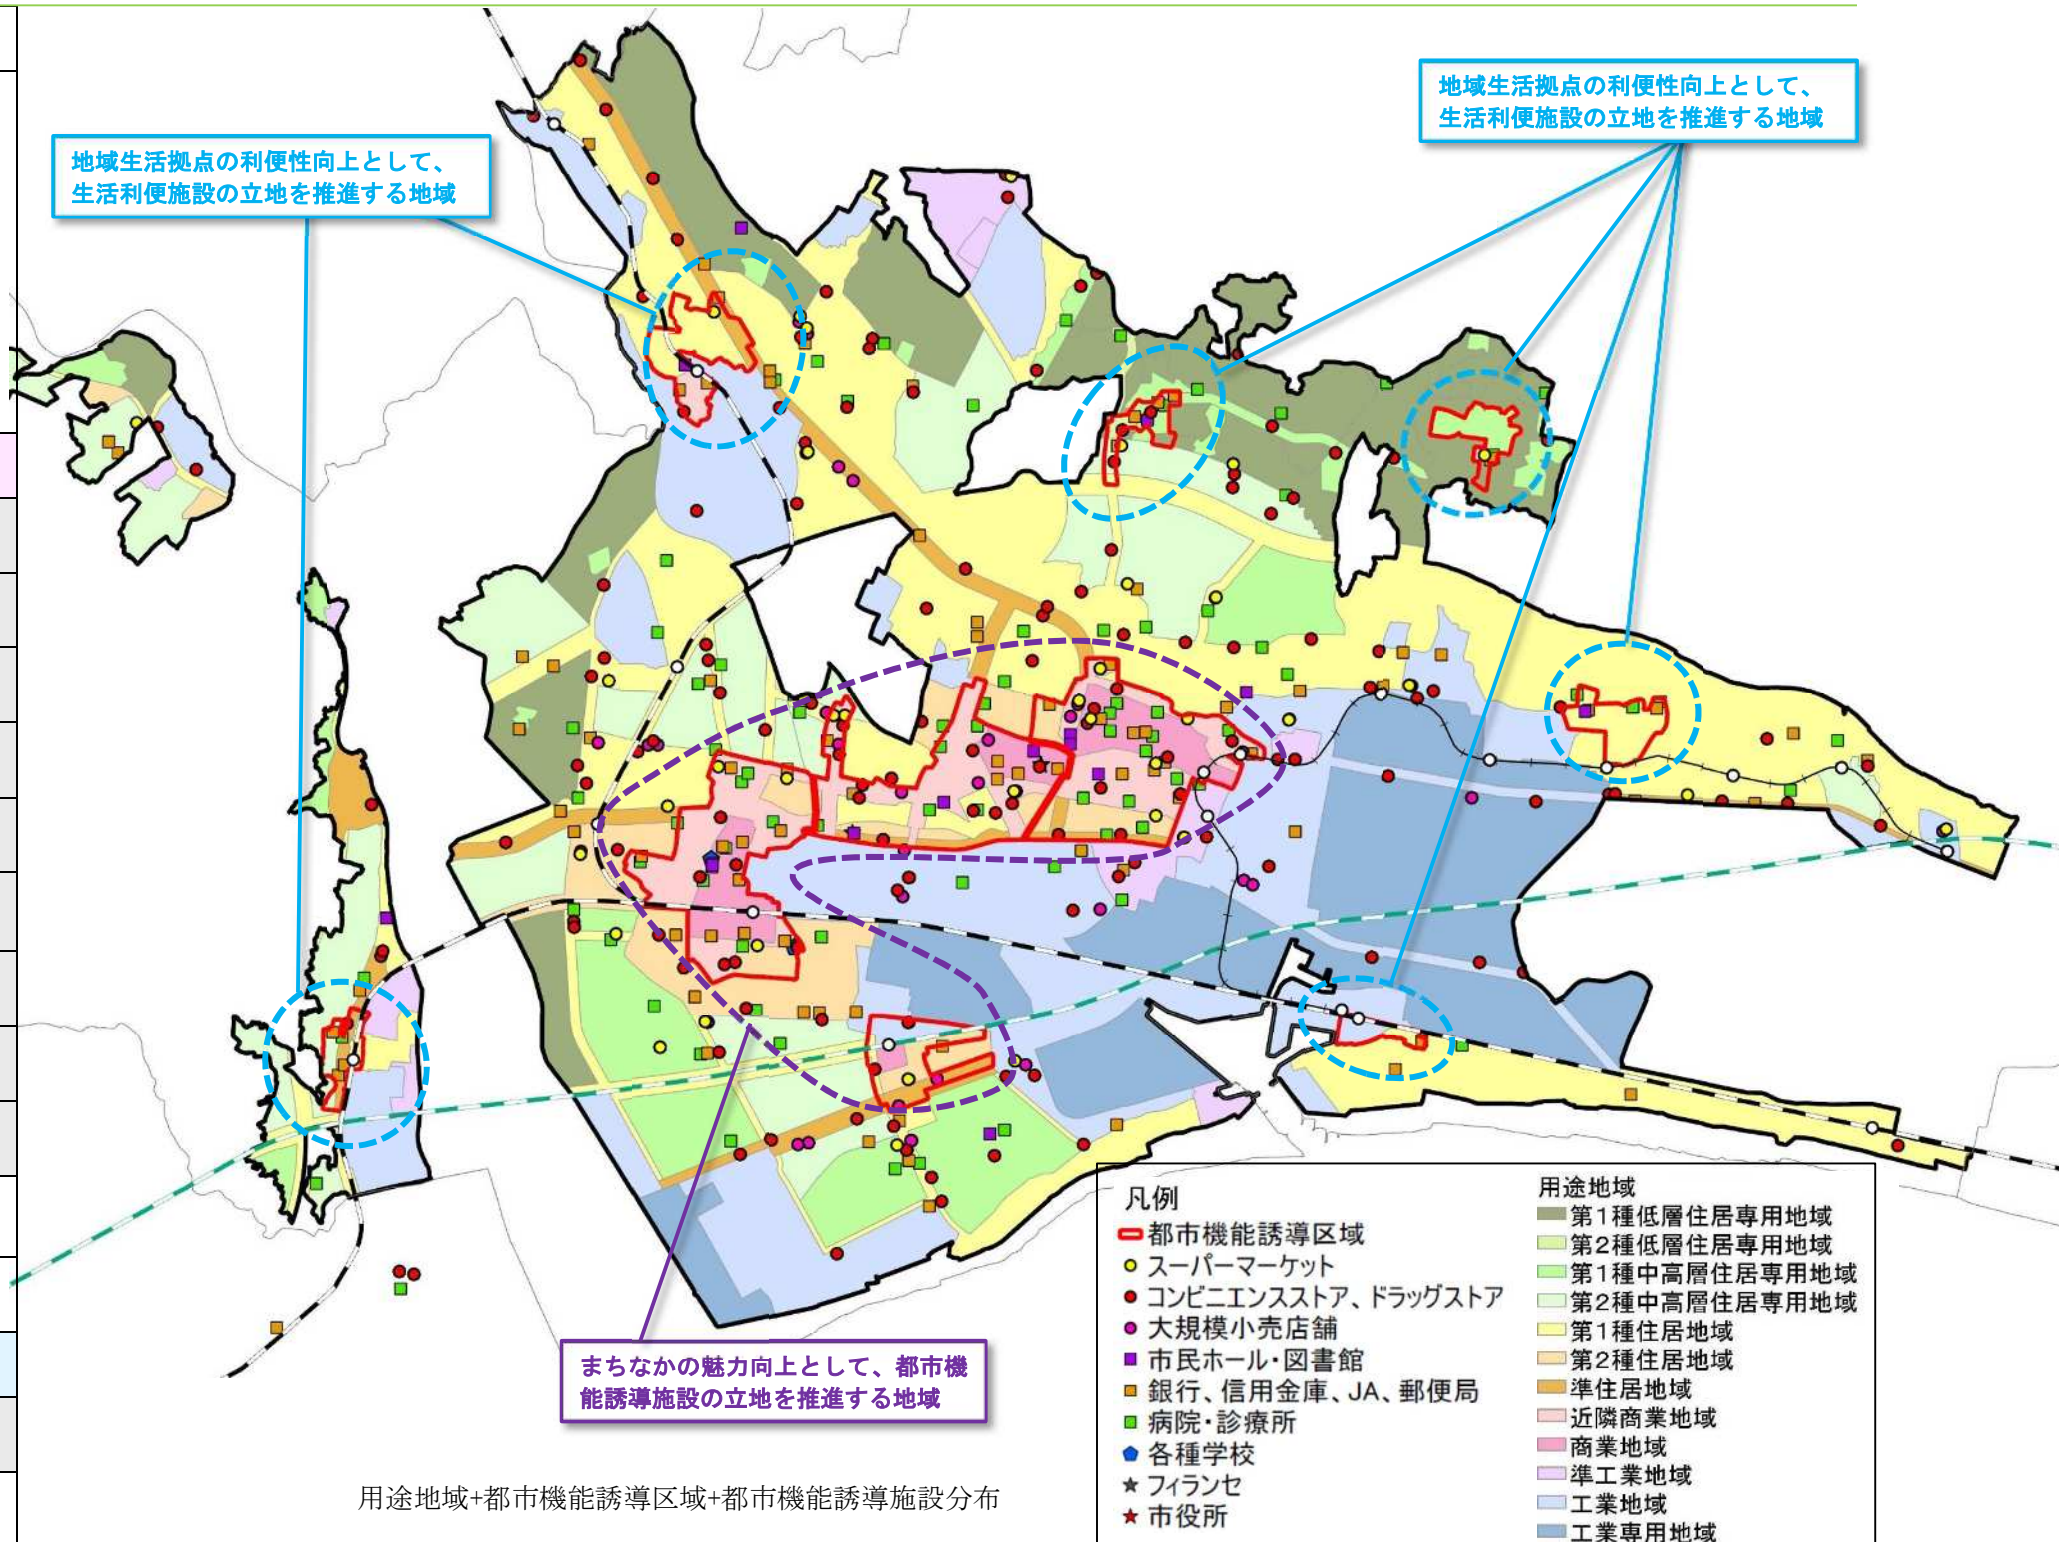 地域生活拠点の利便性向上として、
生活利便施設の立地を推進する地域
地域生活拠点の利便性向上として、
生活利便施設の立地を推進する地域
まちなかの魅力向上として、都市機
能誘導施設の立地を推進する地域
用途地域+都市機能誘導区域+都市機能誘導施設分布
凡例
都市機能誘導区域
スーパーマーケット
コンビニエンスストア、ドラッグストア
大規模小売店舗
市民ホール・図書館
銀行、信用金庫、JA、郵便局
病院・診療所
各種学校
フィランセ
市役所
用途地域
第1種低層住居専用地域
第2種低層住居専用地域
第1種中高層住居専用地域
第2種中高層住居専用地域
第1種住居地域
第2種住居地域
準住居地域
近隣商業地域
商業地域
準工業地域
工業地域
工業専用地域